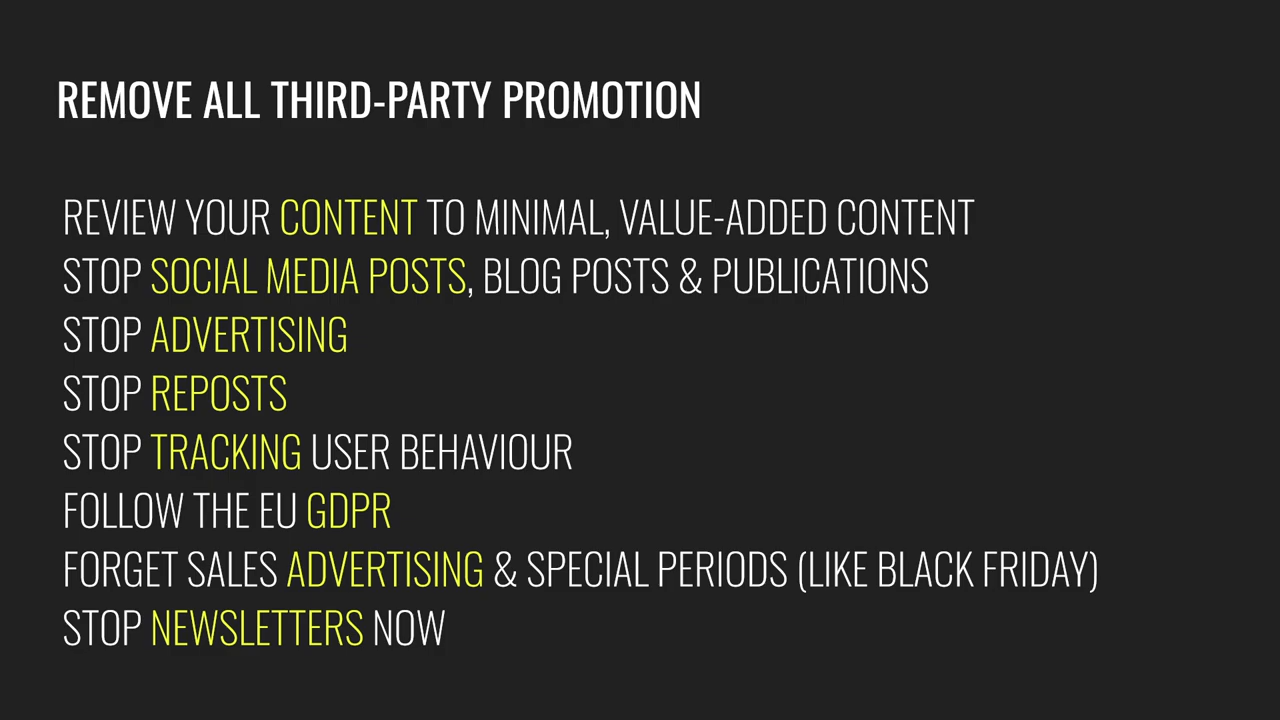 REMOVE ALL THIRD-PARTY PROMOTION
REVIEW YOUR CONTENT TO MINIMAL, VALUE-ADDED CONTENT
STOP SOCIAL MEDIA POSTS, BLOG POSTS & PUBLICATIONS
STOP ADVERTISING
STOP REPOSTS
STOP TRACKING USER BEHAVIOUR
FOLLOW THE EU GDPR
FORGET SALES ADVERTISING & SPECIAL PERIODS (LIKE BLACK FRIDAY)
STOP NEWSLETTERS NOW